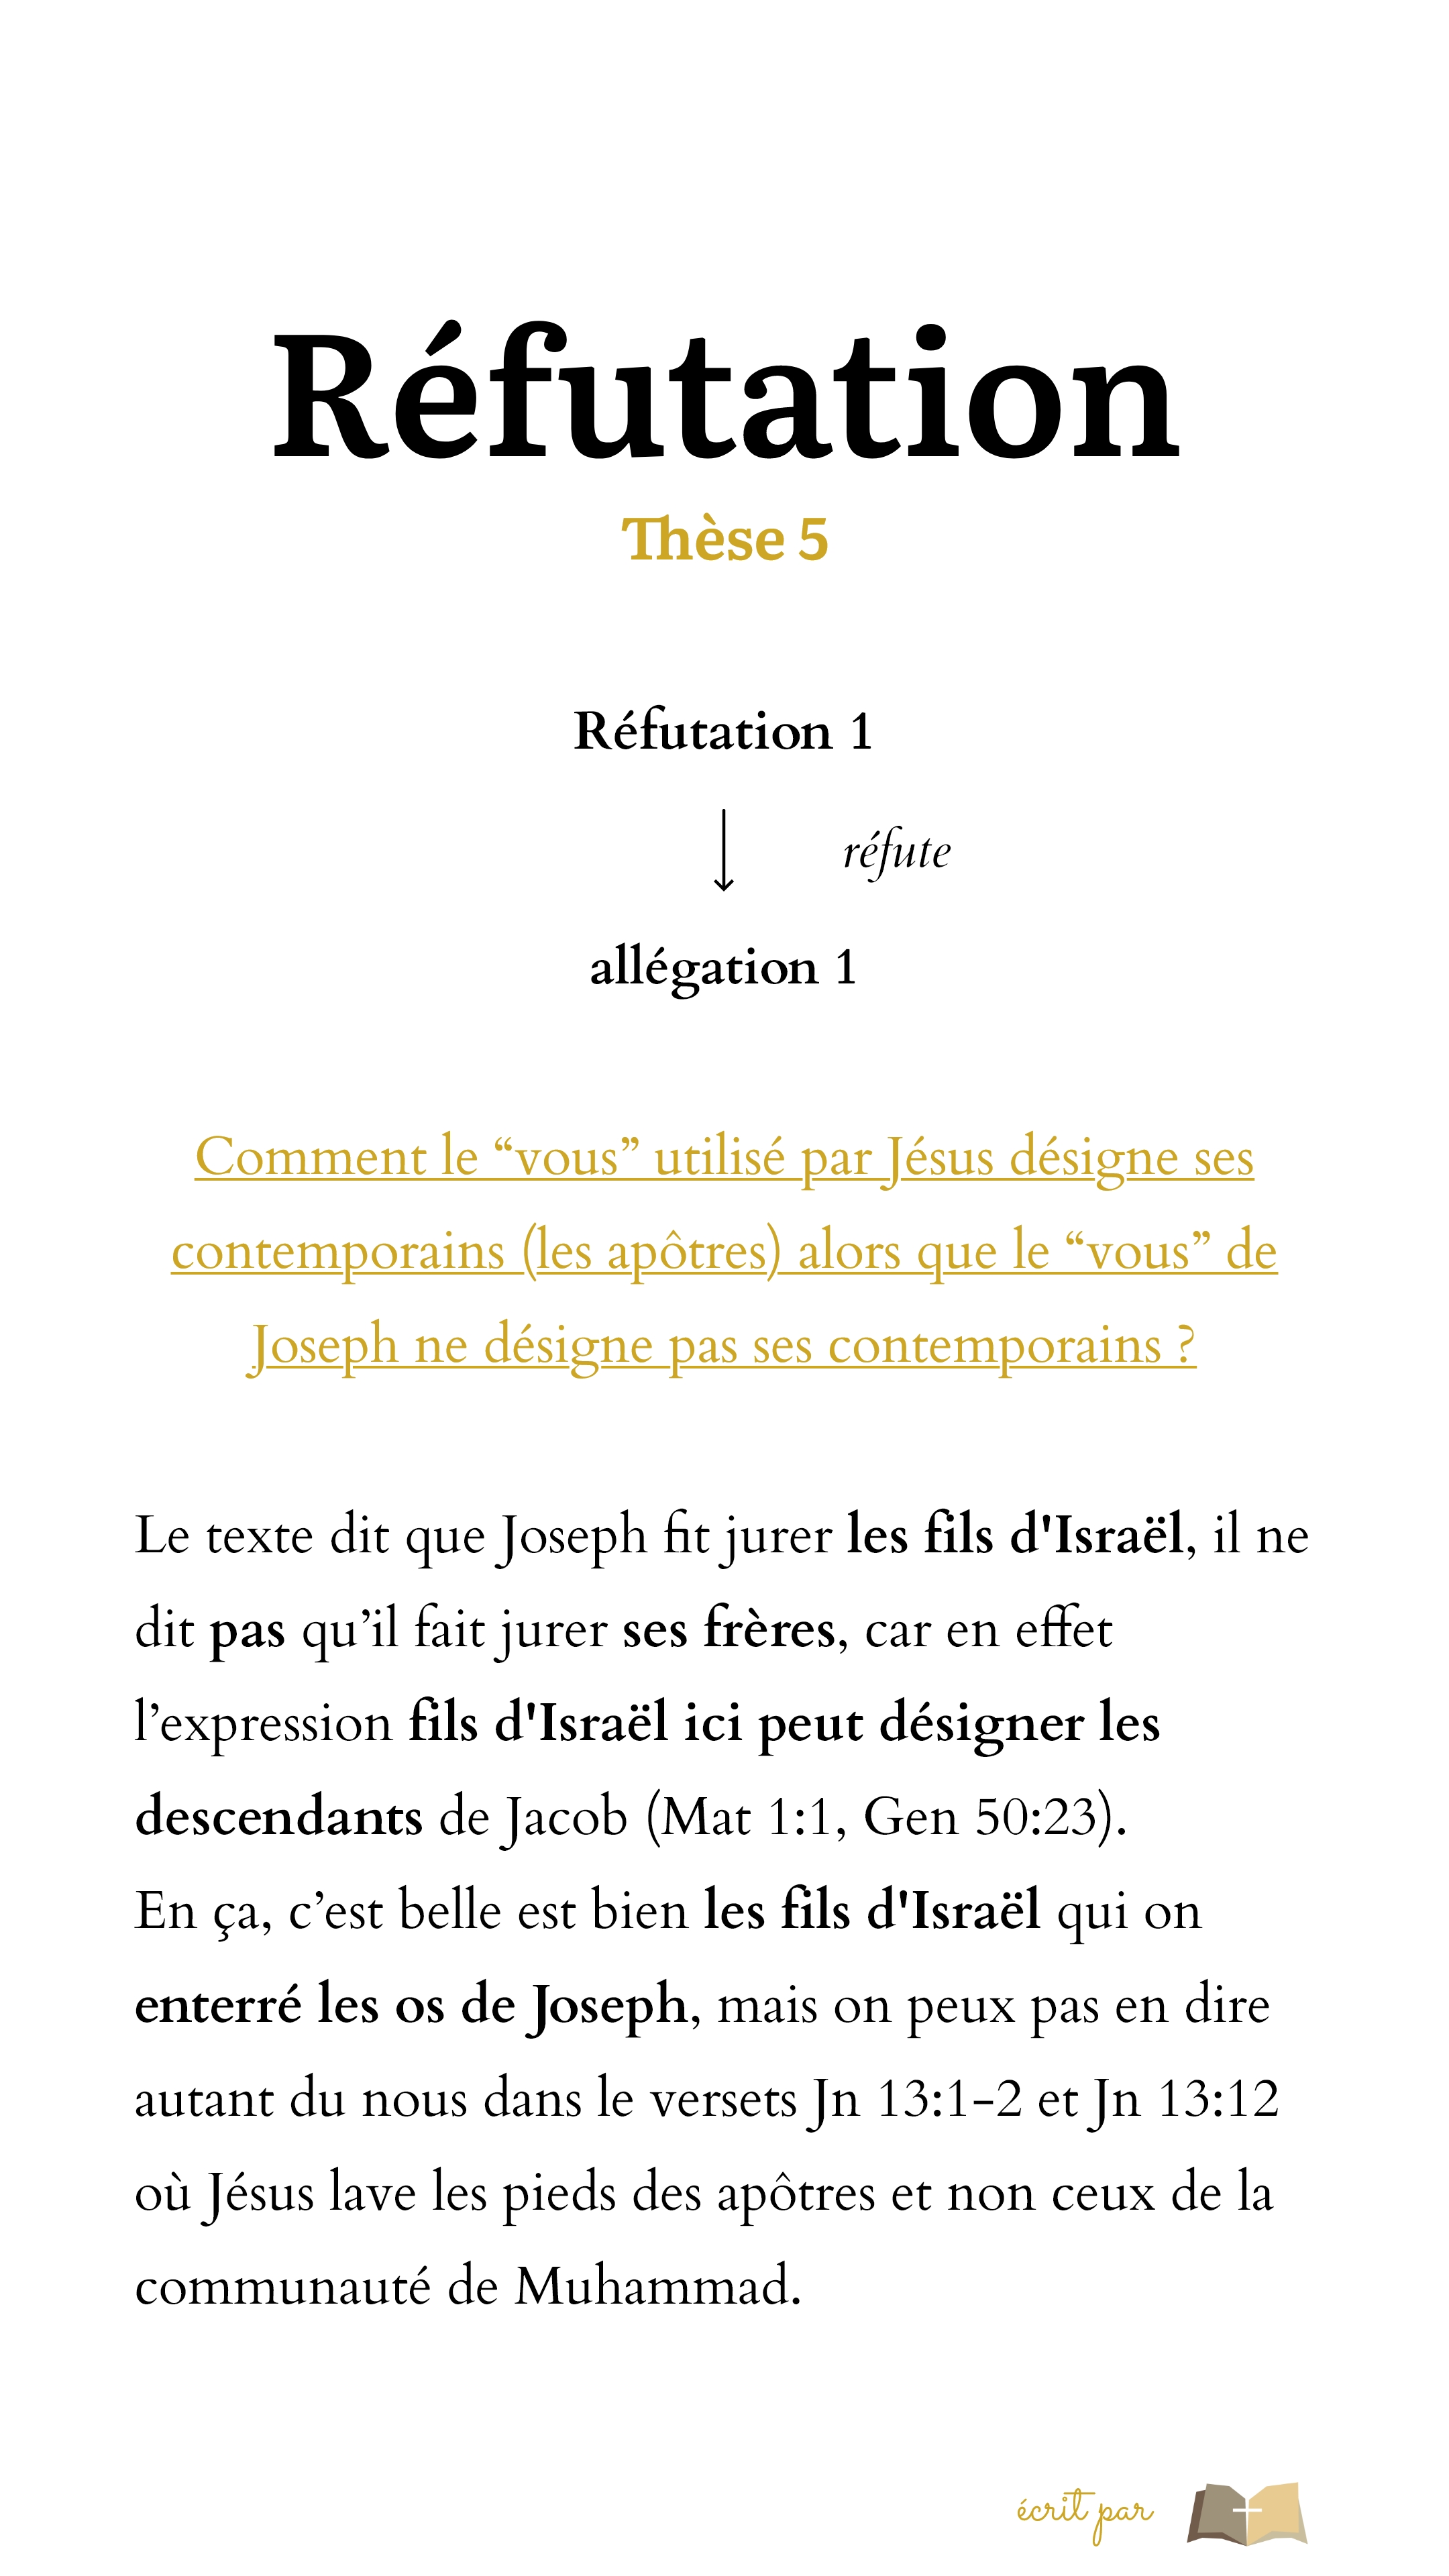 Réfutation
Thèse 5
Réfutation 1
réfute
allégation 1
Comment le “vous” utilisé par Jésus désigne ses
contemporains (les apôtres) alors que le “vous” de
Joseph ne désigne pas ses contemporains ?
Le texte dit que Joseph fit jurer les fils d'Israël, il ne
dit pas qu’il fait jurer ses frères, car en effet
l’expression fils d'Israël ici peut désigner les
descendants de Jacob (Mat 1:1, Gen 50:23).
En ça, c’est belle est bien les fils d'Israël qui on
enterré les os de Joseph, mais on peux pas en dire
autant du nous dans le versets Jn 13:1-2 et Jn 13:12
où Jésus lave les pieds des apôtres et non ceux de la
communauté de Muhammad.
écrit par